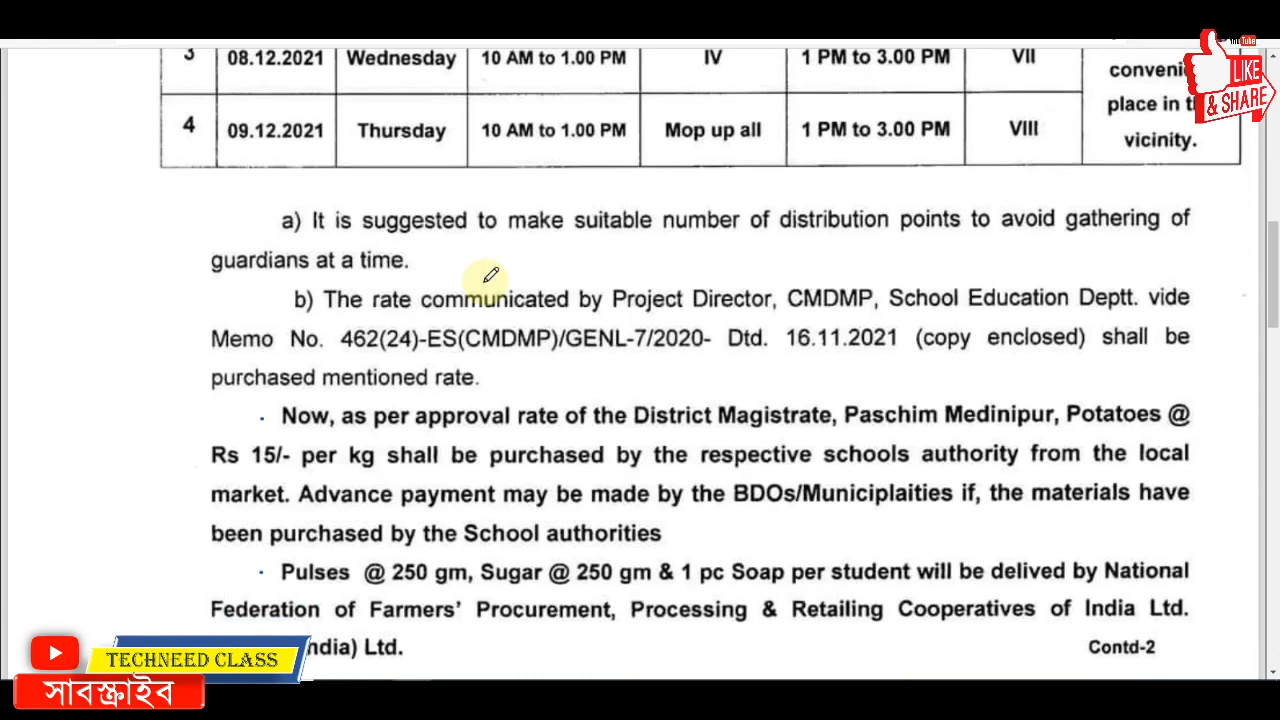 3 08.12.2021 Wednesday 10 AM to 1.00 PM IV 1 PM to 3.00 PM VII
4 09.12.2021 Thursday 10 AM to 1.00 PM Mop up all 1 PM to 3.00 PM VIII
place in
vicinity.
LIKE
& SHARE
a) It is suggested to make suitable number of distribution points to avoid gathering of
guardians at a time.
b) The rate communicated by Project Director, CMDMP, School Education Deptt. vide
Memo No. 462(24)-ES(CMDMP)/GENL-7/2020- Dtd. 16.11.2021 (copy enclosed) shall be
purchased mentioned rate.
· Now, as per approval rate of the District Magistrate, Paschim Medinipur, Potatoes @
Rs 15/- per kg shall be purchased by the respective schools authority from the local
market. Advance payment may be made by the BDOs/Municiplaities if, the materials have
been purchased by the School authorities
· Pulses @ 250 gm, Sugar @ 250 gm & 1 pc Soap per student will be delived by National
Federation of Farmers' Procurement, Processing & Retailing Cooperatives of India Ltd.
Ltd.
Contd-2
TECHNEED CLASS
সাবস্ক্রাইব